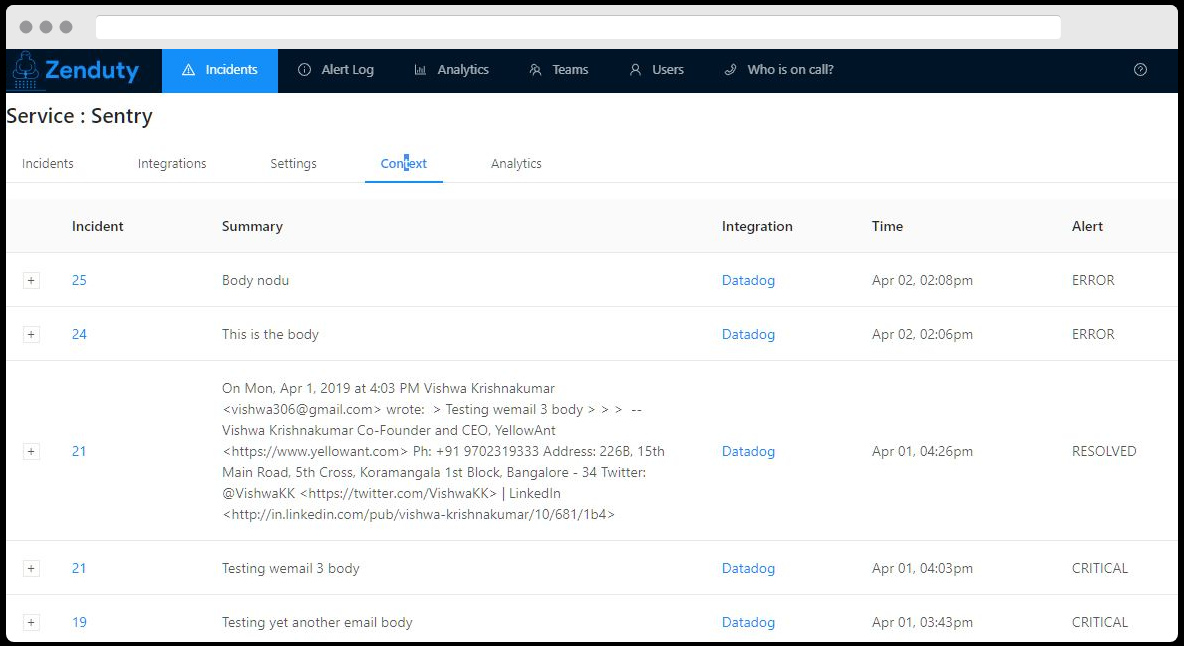 Zenduty Incidents Alert Log Analytics Teams Users Who is on call?
Service : Sentry
Incidents Integrations Settings Context Analytics
Incident Summary Integration Time Alert
+ 25 Body nodu Datadog Apr 02, 02:08pm ERROR
+ 24 This is the body Datadog Apr 02, 02:06pm ERROR
On Mon, Apr 1, 2019 at 4:03 PM Vishwa Krishnakumar
<vishwa306@gmail.com> wrote: > Testing wemail 3 body > > > --
Vishwa Krishnakumar Co-Founder and CEO, YellowAnt
+ 21 <https://www.yellowant.com> Ph: +91 9702319333 Address: 226B, 15th Datadog Apr 01, 04:26pm RESOLVED
Main Road, 5th Cross, Koramangala 1st Block, Bangalore - 34 Twitter:
@VishwaKK <https://twitter.com/VishwaKK> | LinkedIn
<http://in.linkedin.com/pub/vishwa-krishnakumar/10/681/1b4>
+ 21 Testing wemail 3 body Datadog Apr 01, 04:03pm CRITICAL
+ 19 Testing yet another email body Datadog Apr 01, 03:43pm CRITICAL